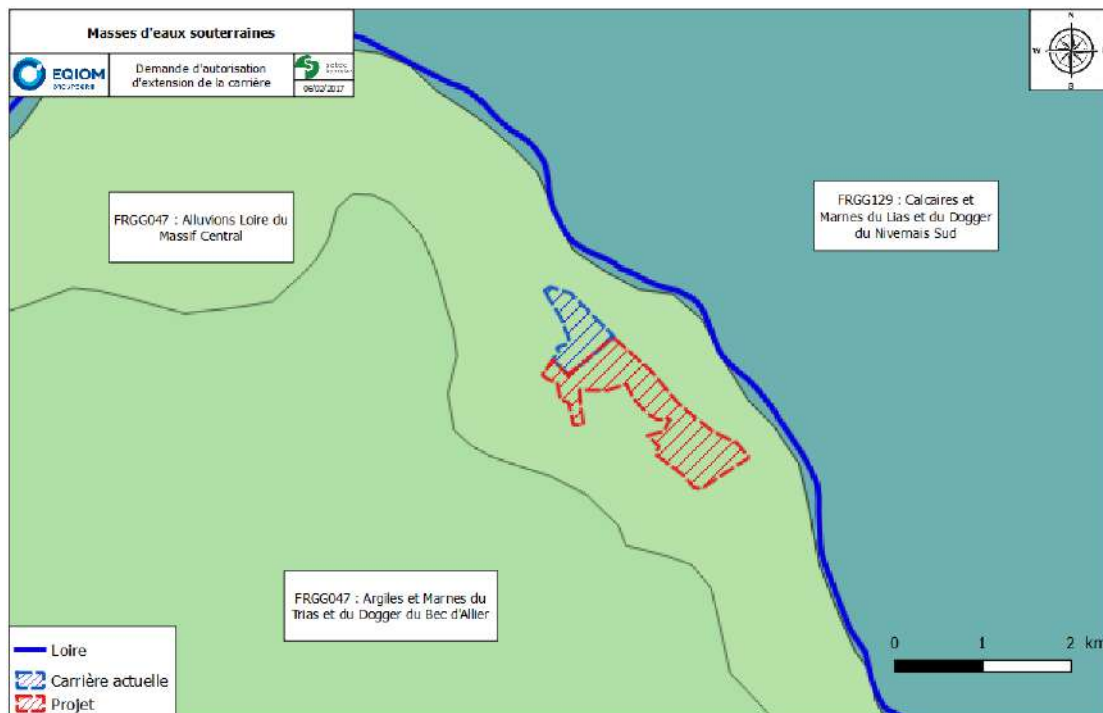 Masses d'eaux souterraines
EQIOM
Demande d'autorisation
d'extension de la carrière
setec
06/02/2017
N
W
S
FRGG047 : Alluvions Loire du
Massif Central
FRGG129 : Calcaires et
Marnes du Lias et du Dogger
du Nivernais Sud
FRGG047 : Argiles et Marnes du
Trias et du Dogger du Bec d'Allier
Loire
Carrière actuelle
Projet
0 1 2 km